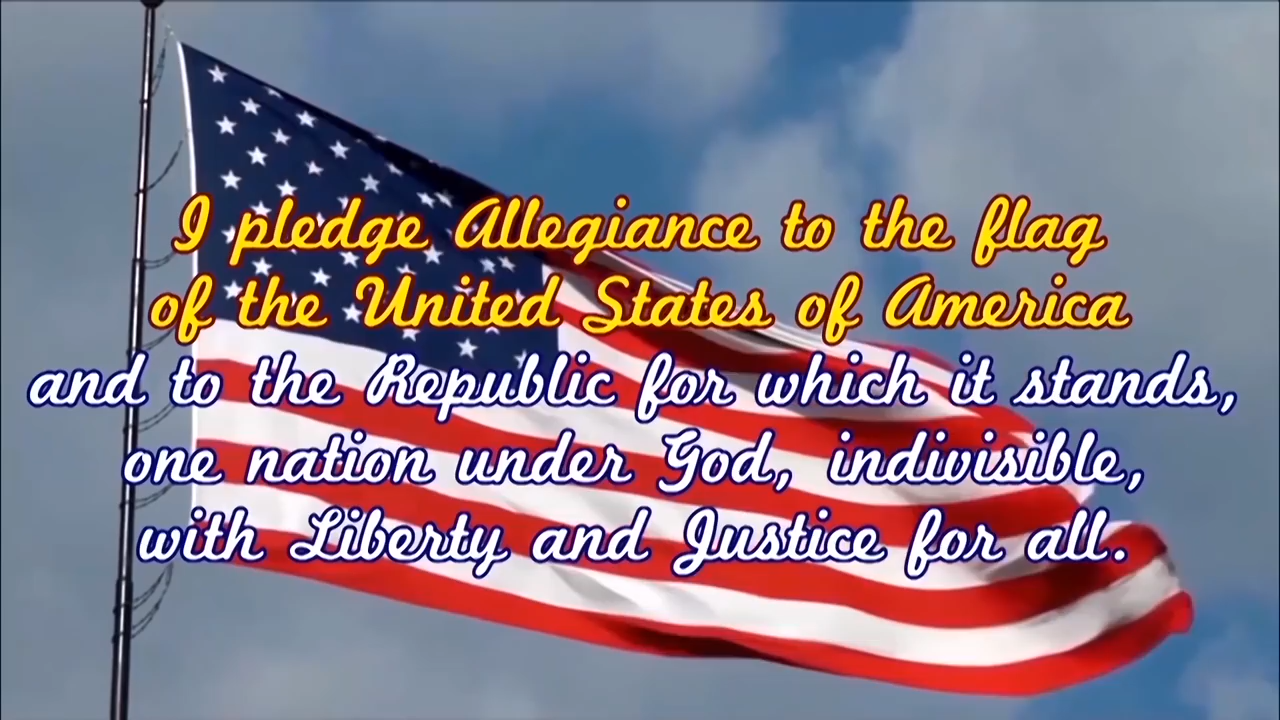 I pledge Allegiance to the flag
of the United States of America
and to the Republic for which it stands,
one nation under God, indivisible,
with Liberty and Justice for all.